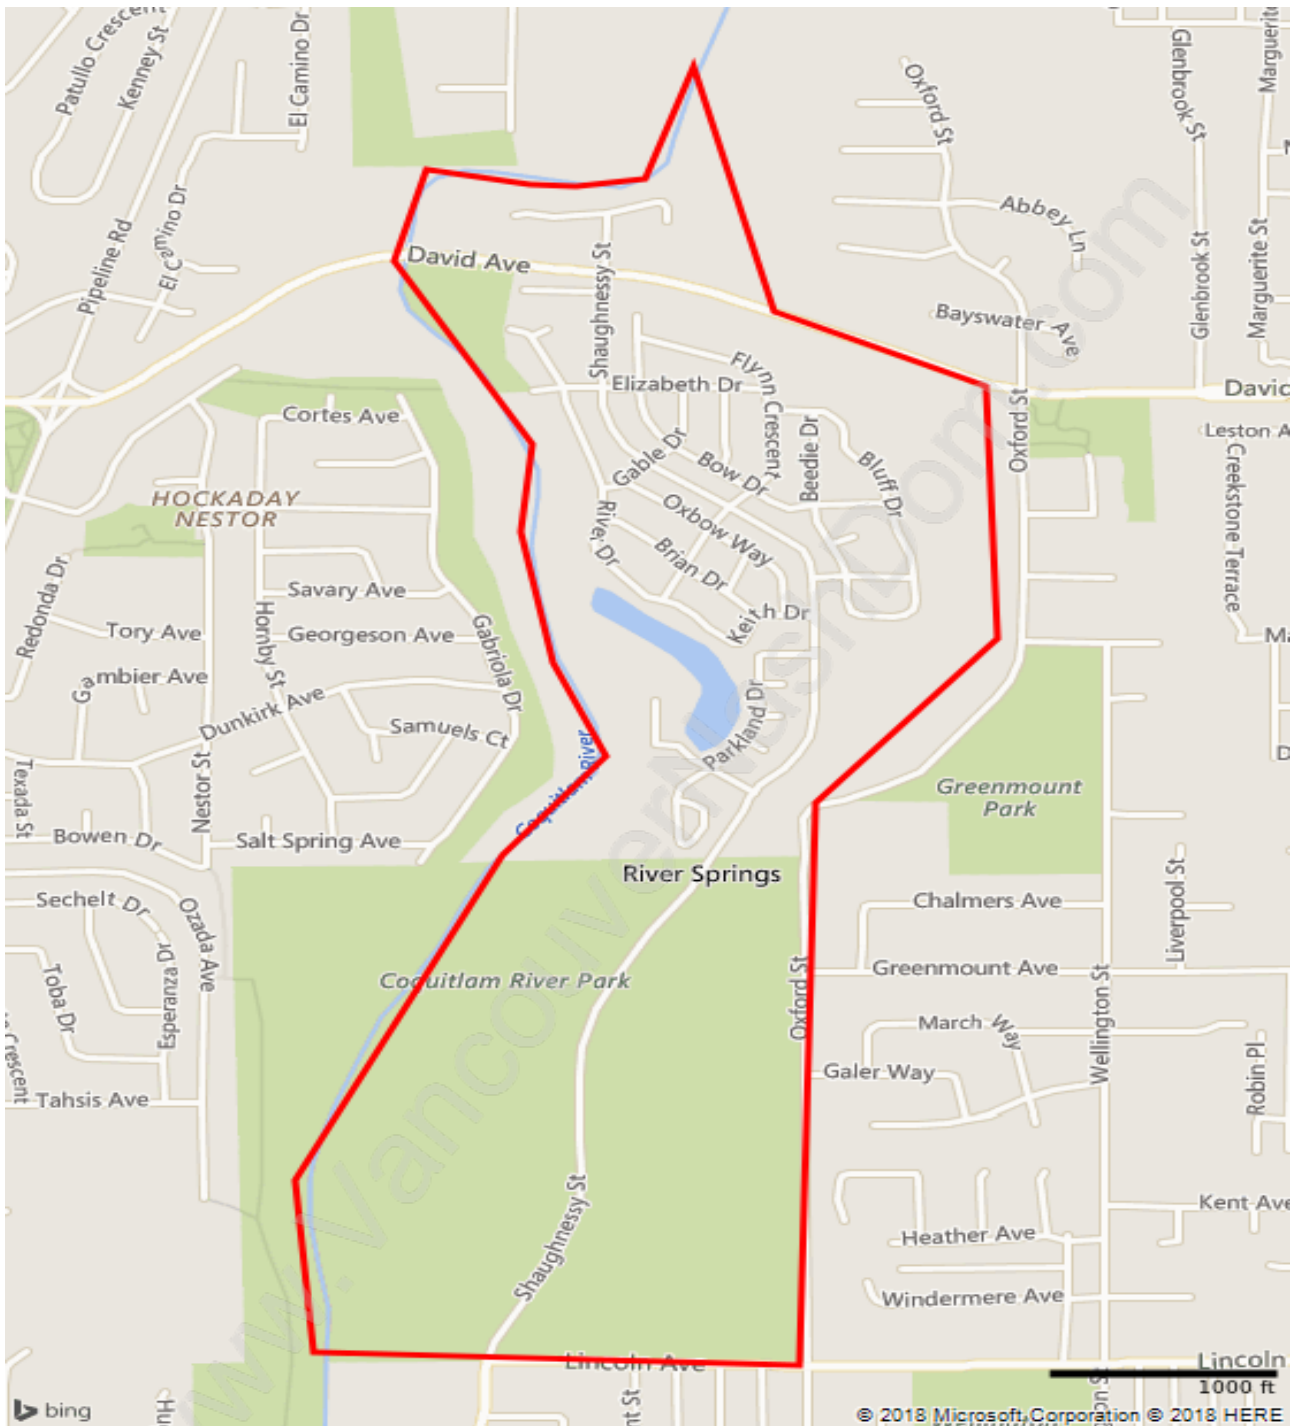 Patullo Crescent
Kenney St
El Camino Dr
Oxford St
Glenbrook St
Marguerite
Pipeline Rd
El Camino Dr
David Ave
Shaughnessy St
Abbey Ln
Glenbrook St
Marguerite St
Bayswater Ave
Flynn Crescent
Elizabeth Dr
David
Cortes Ave
Oxford St
Leston A
Beedie Dr
Gable Dr
Bow Dr
Bluff Dr
Creekstone Terrace
HOCKADAY
NESTOR
Oxbow Way
River Dr
Brian Dr
Redonda Dr
Savary Ave
Hornby St
Keith Dr
Tory Ave
Georgeson Ave
Gabriola Dr
Ma
Gambier Ave
Dunkirk Ave
Samuels Ct
Parkland Dr
Coquitlam River
D
Texada St
Nestor St
Greenmount
Park
Bowen Dr
Salt Spring Ave
River Springs
Liverpool St
Sechelt Dr
Ozada Ave
Chalmers Ave
Coquitlam River Park
Greenmount Ave
Toba Dr
Esperanza Dr
Oxford St
Wellington St
March Way
Crescent
Galer Way
Robin Pl
Tahsis Ave
Shaughnessy St
Kent Ave
Heather Ave
Windermere Ave
Lincoln Ave
Lincoln
1000 ft
bing
© 2018 Microsoft Corporation © 2018 HERE